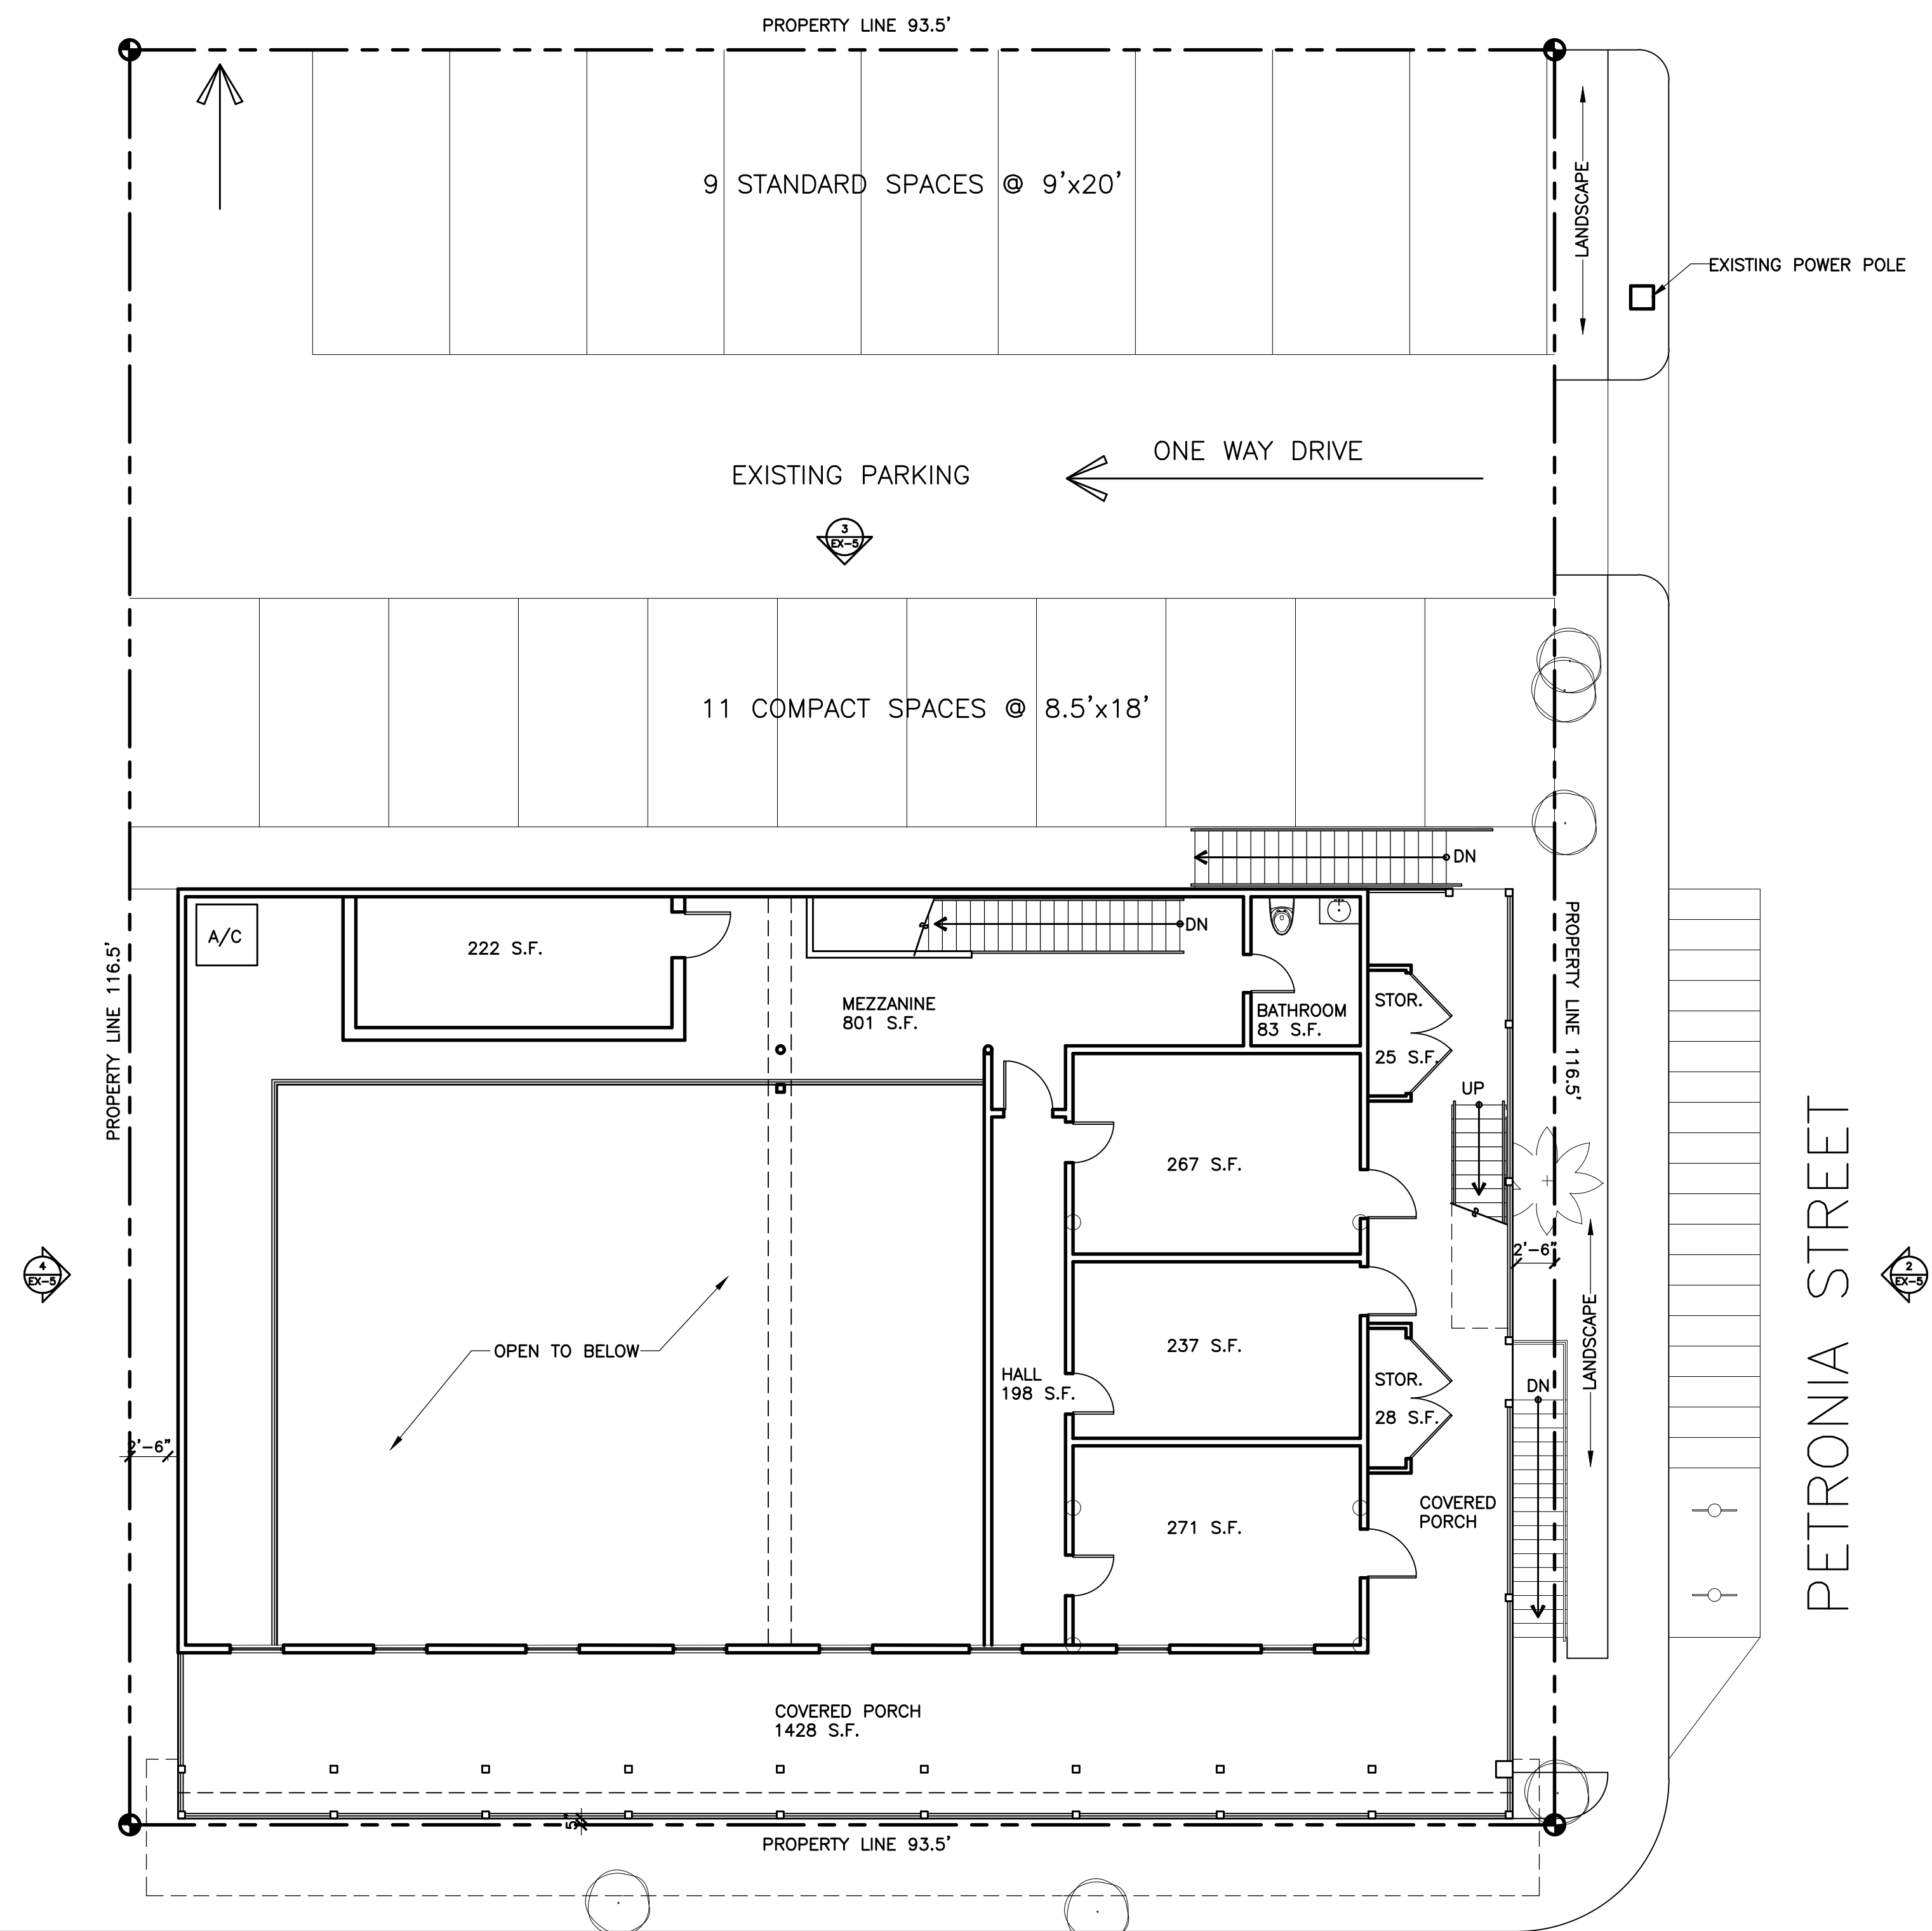 PROPERTY LINE 93.5'
9 STANDARD SPACES @ 9'x20'
LANDSCAPE
EXISTING POWER POLE
ONE WAY DRIVE
EXISTING PARKING
3
EX-5
11 COMPACT SPACES @ 8.5'x18'
DN
PROPERTY LINE 116.5'
PROPERTY LINE 116.5'
A/C
222 S.F.
DN
MEZZANINE
801 S.F.
BATHROOM
83 S.F.
STOR.
25 S.F.
UP
267 S.F.
2'-6"
4
EX-5
2
EX-5
PETRONIA STREET
OPEN TO BELOW
237 S.F.
HALL
198 S.F.
STOR.
28 S.F.
DN
LANDSCAPE
2'-6"
271 S.F.
COVERED
PORCH
COVERED PORCH
1428 S.F.
5"
PROPERTY LINE 93.5'